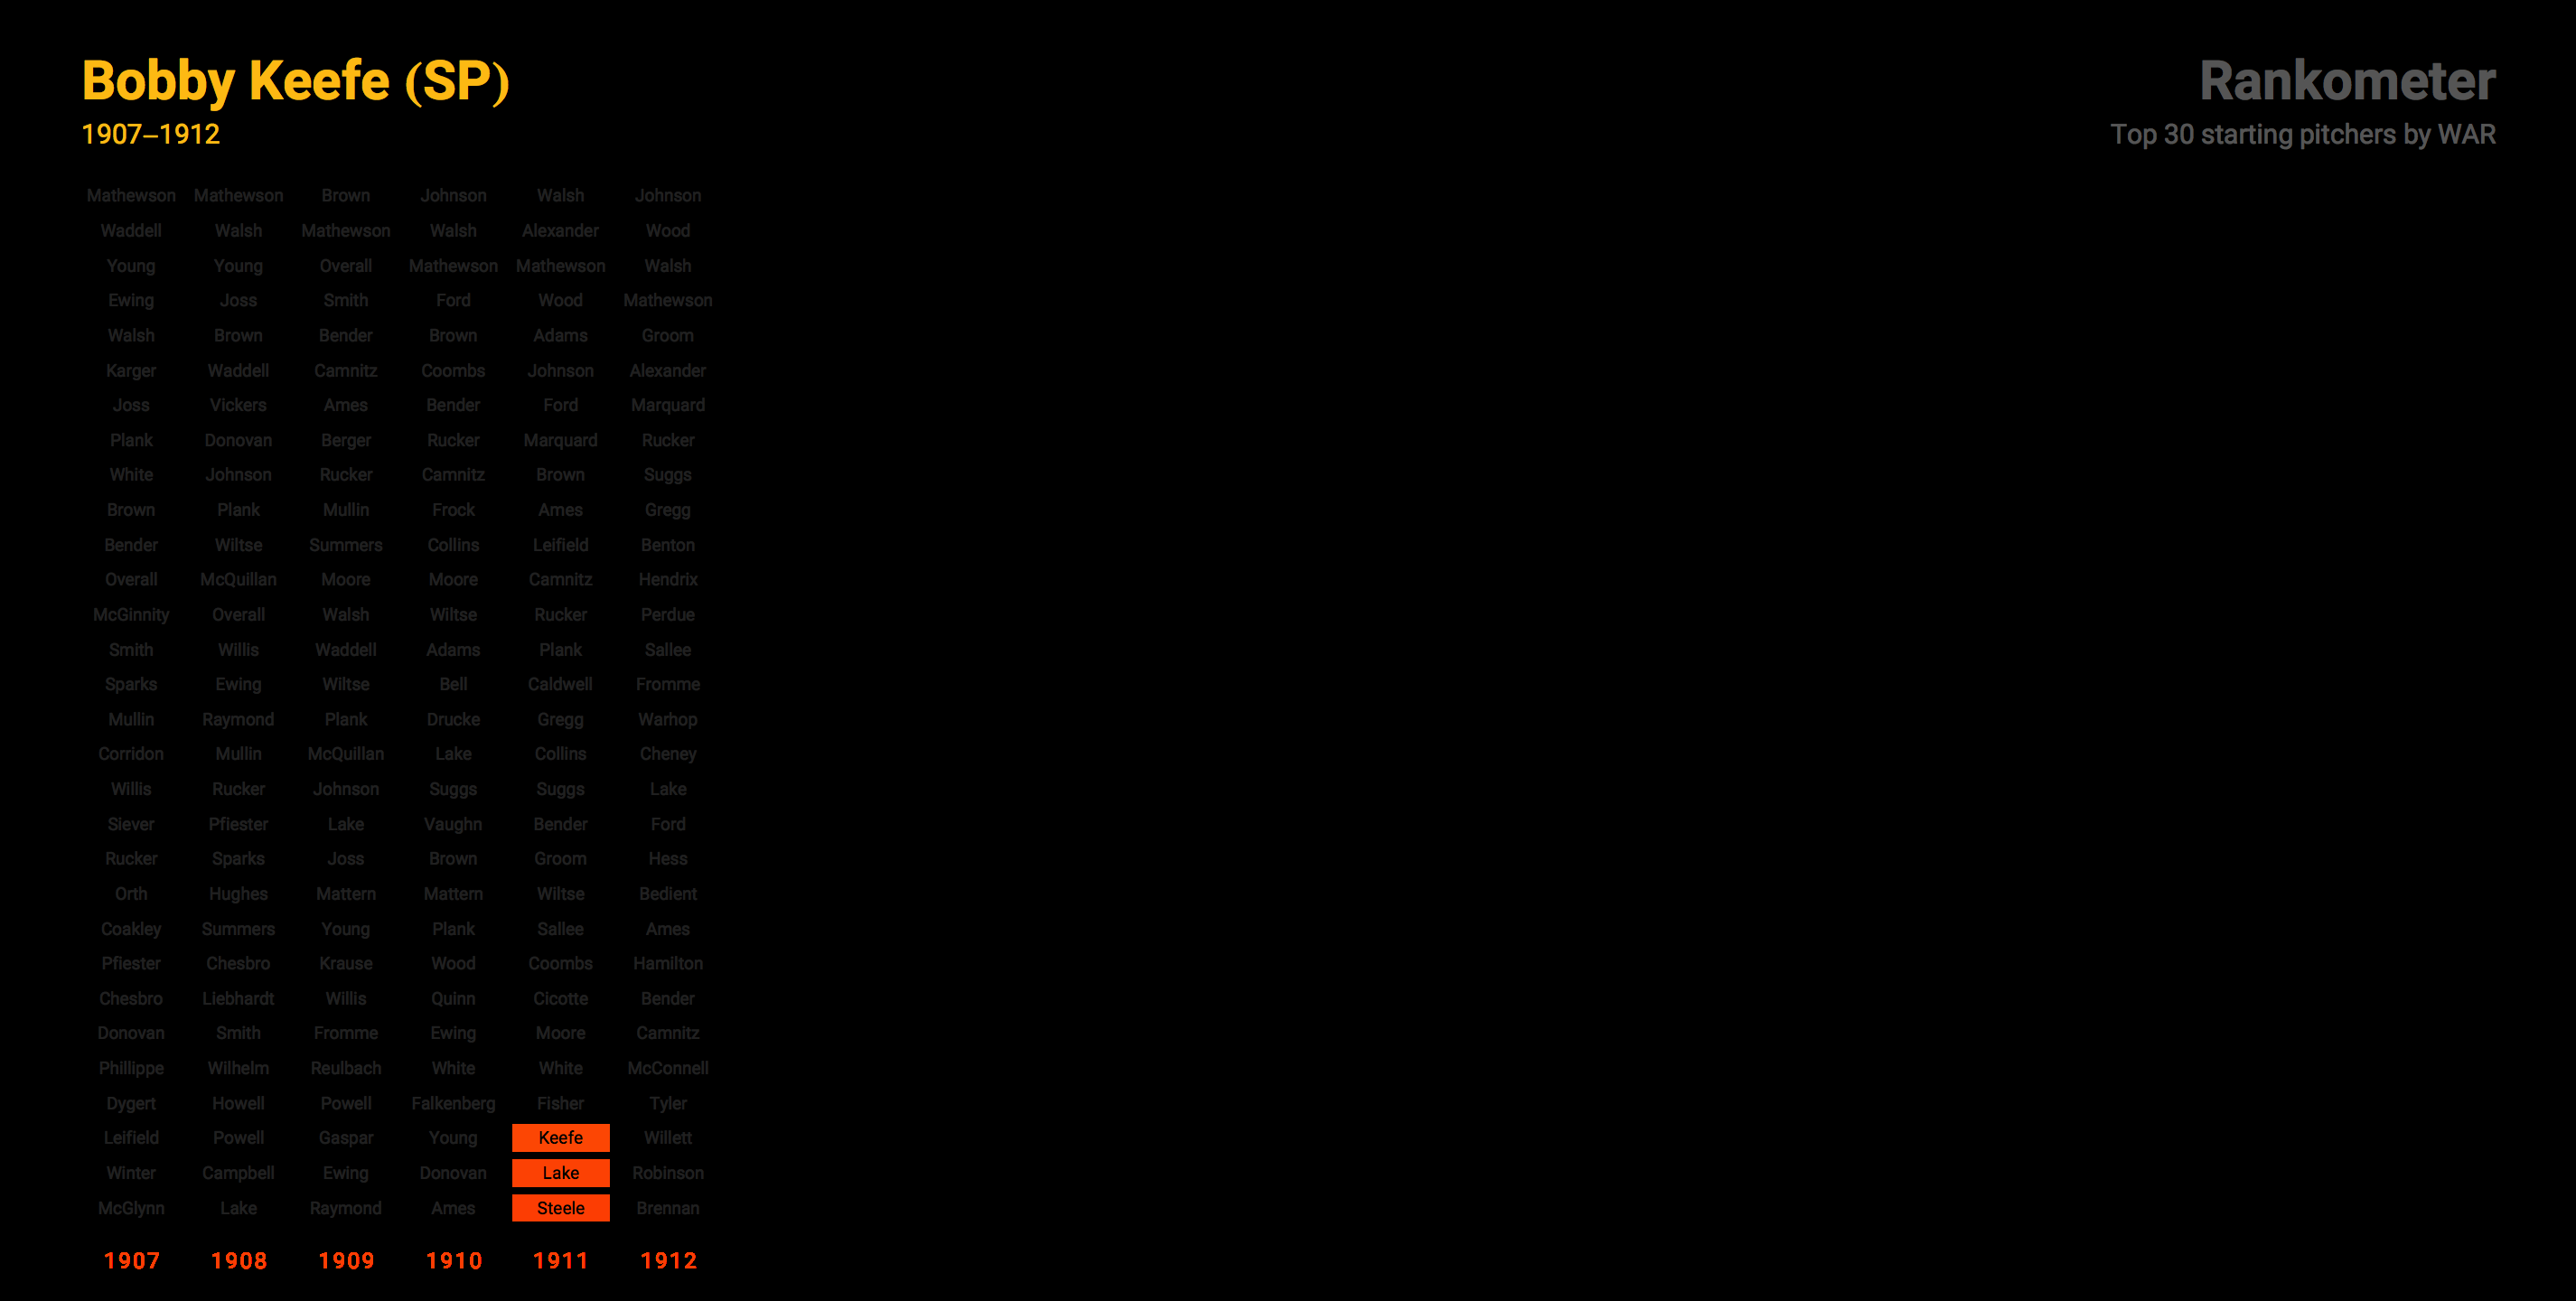 Bobby Keefe (SP)
1907–1912
Rankometer
Top 30 starting pitchers by WAR
Mathewson Mathewson Brown Johnson Walsh Johnson
Waddell Walsh Mathewson Walsh Alexander Wood
Young Young Overall Mathewson Mathewson Walsh
Ewing Joss Smith Ford Wood Mathewson
Walsh Brown Bender Brown Adams Groom
Karger Waddell Camnitz Coombs Johnson Alexander
Joss Vickers Ames Bender Ford Marquard
Plank Donovan Berger Rucker Marquard Rucker
White Johnson Rucker Camnitz Brown Suggs
Brown Plank Mullin Frock Ames Gregg
Bender Wiltse Summers Collins Leifield Benton
Overall McQuillan Moore Moore Camnitz Hendrix
McGinnity Overall Walsh Wiltse Rucker Perdue
Smith Willis Waddell Adams Plank Sallee
Sparks Ewing Wiltse Bell Caldwell Fromme
Mullin Raymond Plank Drucke Gregg Warhop
Corridon Mullin McQuillan Lake Collins Cheney
Willis Rucker Johnson Suggs Suggs Lake
Siever Pfiester Lake Vaughn Bender Ford
Rucker Sparks Joss Brown Groom Hess
Orth Hughes Mattern Mattern Wiltse Bedient
Coakley Summers Young Plank Sallee Ames
Pfiester Chesbro Krause Wood Coombs Hamilton
Chesbro Liebhardt Willis Quinn Cicotte Bender
Donovan Smith Fromme Ewing Moore Camnitz
Phillippe Wilhelm Reulbach White White McConnell
Dygert Howell Powell Falkenberg Fisher Tyler
Leifield Powell Gaspar Young Keefe Willett
Winter Campbell Ewing Donovan Lake Robinson
McGlynn Lake Raymond Ames Steele Brennan
1907 1908 1909 1910 1911 1912